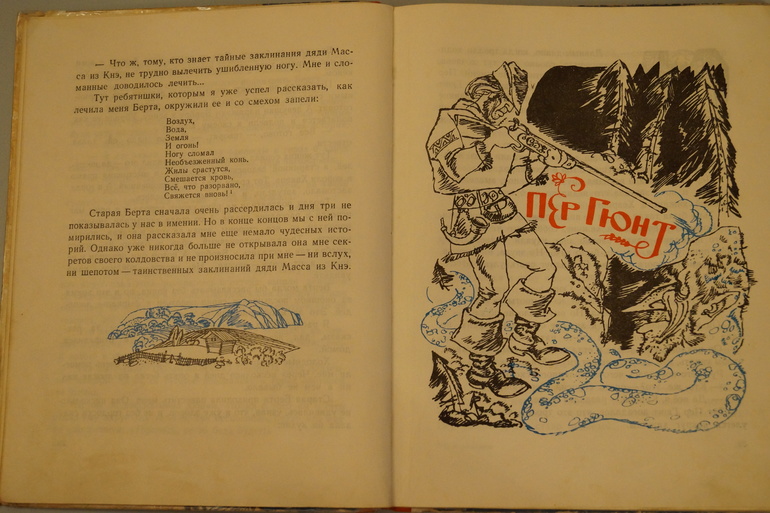 — Что ж, тому, кто знает тайные заклинания дяди Мас-
са из Киэ, не трудно вылечить ушибленную ногу. Мне и сло-
манные доводилось лечить...
Тут ребятишки, которым я уже успел рассказать, как
лечила меня Берта, окружили ее и со смехом запели:
Воздух,
Вода,
Земля
И огонь!
Ногу сломал
Необъезженный конь,
Жилы срастутся,
Смешается кровь,
Всё, что разорвано,
Свяжется вновь!¹
Старая Берта сначала очень рассердилась и дня три не
показывалась у нас в имении. Но в конце концов мы с ней по-
мирились, и она рассказала мне еще немало чудесных исто-
рий. Однако уже никогда больше не открывала она мне сек-
ретов своего колдовства и не произносила при мне — ни вслух,
ни шепотом — таинственных заклинаний дяди Масса из Киэ.
ПЕР ГЮНТ